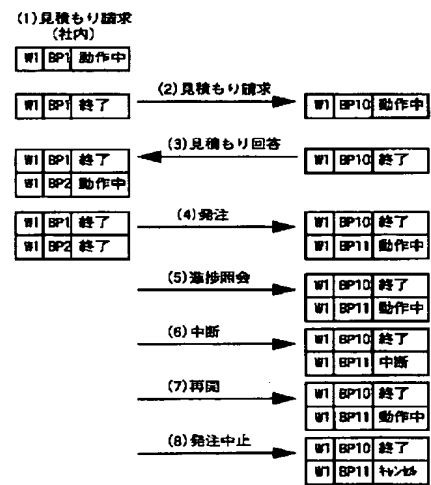 (1)見積もり請求
(社内)
W1 BP1 動作中
(2)見積もり請求
W1 BP1 終了
W1 BP10 動作中
(3)見積もり回答
W1 BP1 終了
W1 BP10 終了
W1 BP2 動作中
(4)発注
W1 BP1 終了
W1 BP10 終了
W1 BP2 終了
W1 BP11 動作中
(5)進捗照会
W1 BP10 終了
W1 BP11 動作中
(6)中断
W1 BP10 終了
W1 BP11 中断
(7)再開
W1 BP10 終了
W1 BP11 動作中
(8)発注中止
W1 BP10 終了
W1 BP11 キャンセル